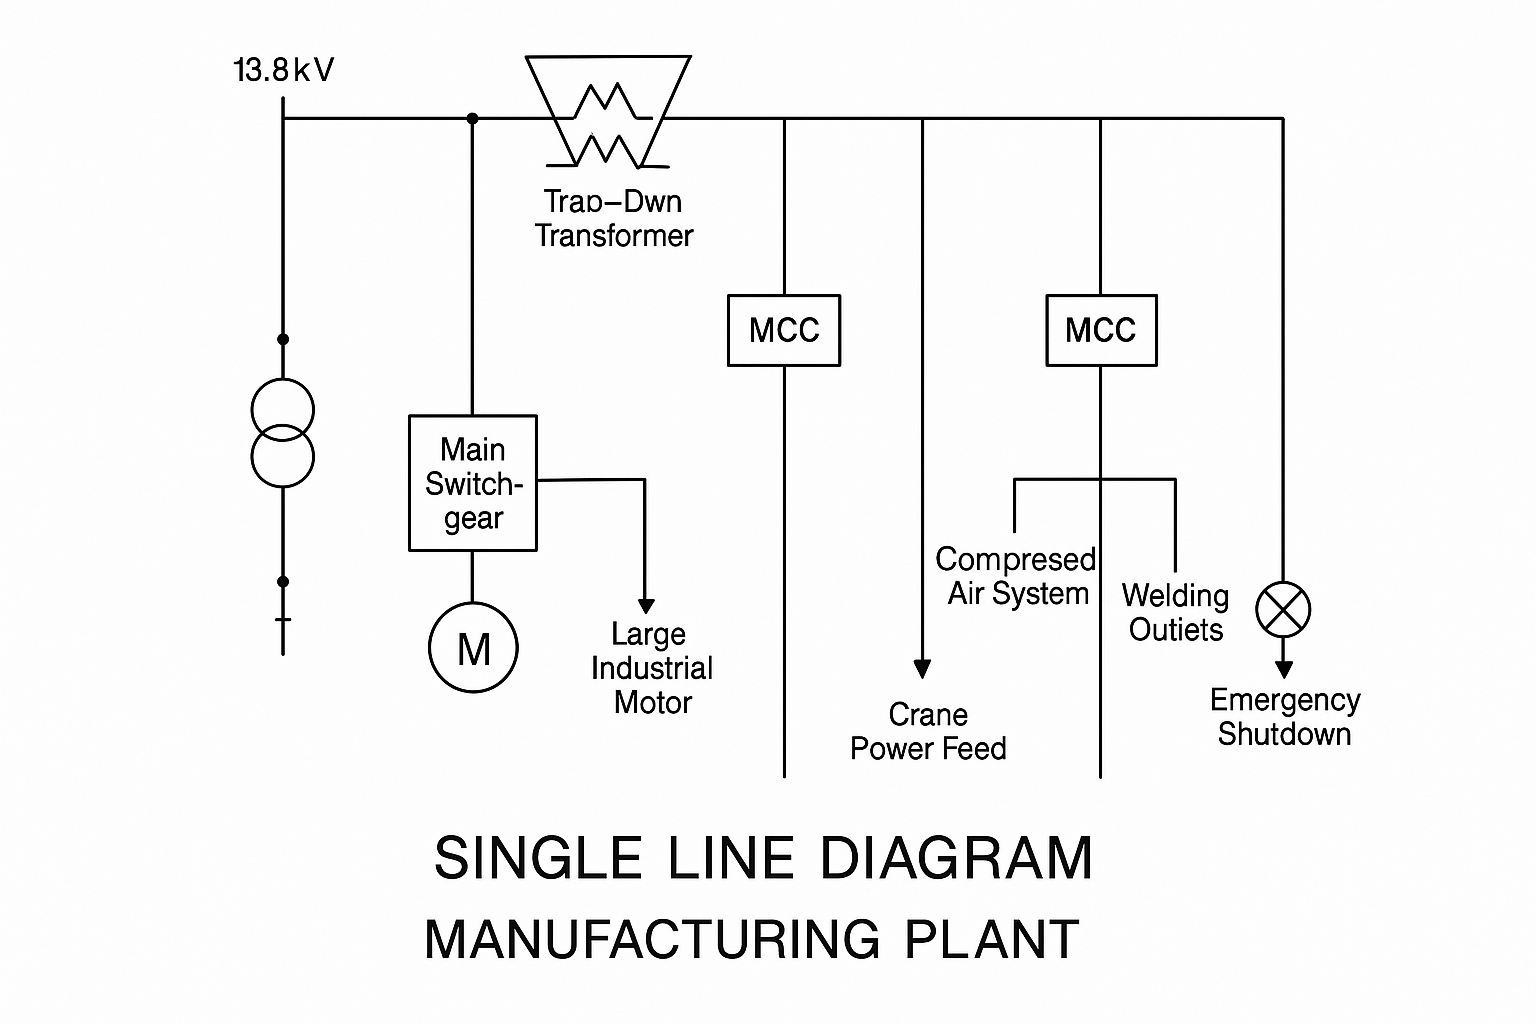 13.8kV
Trap–Dwn
Transformer
MCC
MCC
Main
Switch-
gear
M
Large
Industrial
Motor
Compresed
Air System
Welding
Outiets
Crane
Power Feed
Emergency
Shutdown
SINGLE LINE DIAGRAM
MANUFACTURING PLANT